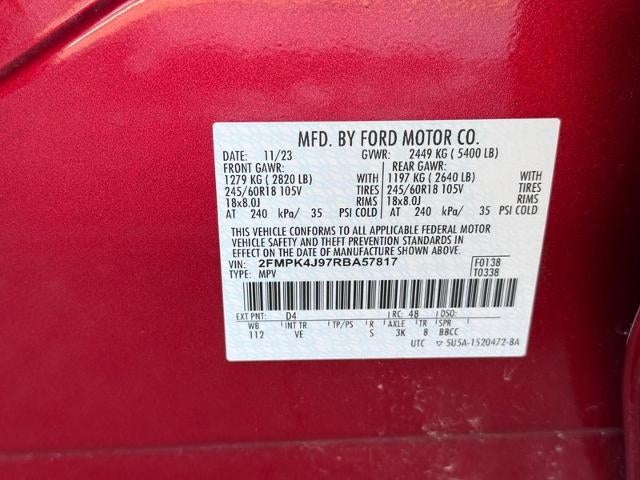 MFD. BY FORD MOTOR CO.
DATE: 11/23 GVWR: 2449 KG ( 5400 LB)
FRONT GAWR: REAR GAWR:
1279 KG ( 2820 LB) WITH 1197 KG ( 2640 LB) WITH
245/60R18 105V TIRES 245/60R18 105V TIRES
18x8.0J RIMS 18x8.0J RIMS
AT 240 kPa/ 35 PSI COLD AT 240 kPa/ 35 PSI COLD
THIS VEHICLE CONFORMS TO ALL APPLICABLE FEDERAL MOTOR
VEHICLE SAFETY AND THEFT PREVENTION STANDARDS IN
EFFECT ON THE DATE OF MANUFACTURE SHOWN ABOVE.
VIN: 2FMPK4J97RBA57817 F0138
TYPE: MPV T0338
EXT PNT: D4 RC: 48
WB INT TR TP/PS R AXLE TR SPR
112 VE S 3K 8 BBCC
UTC ▽ 5U5A-1520472-BA